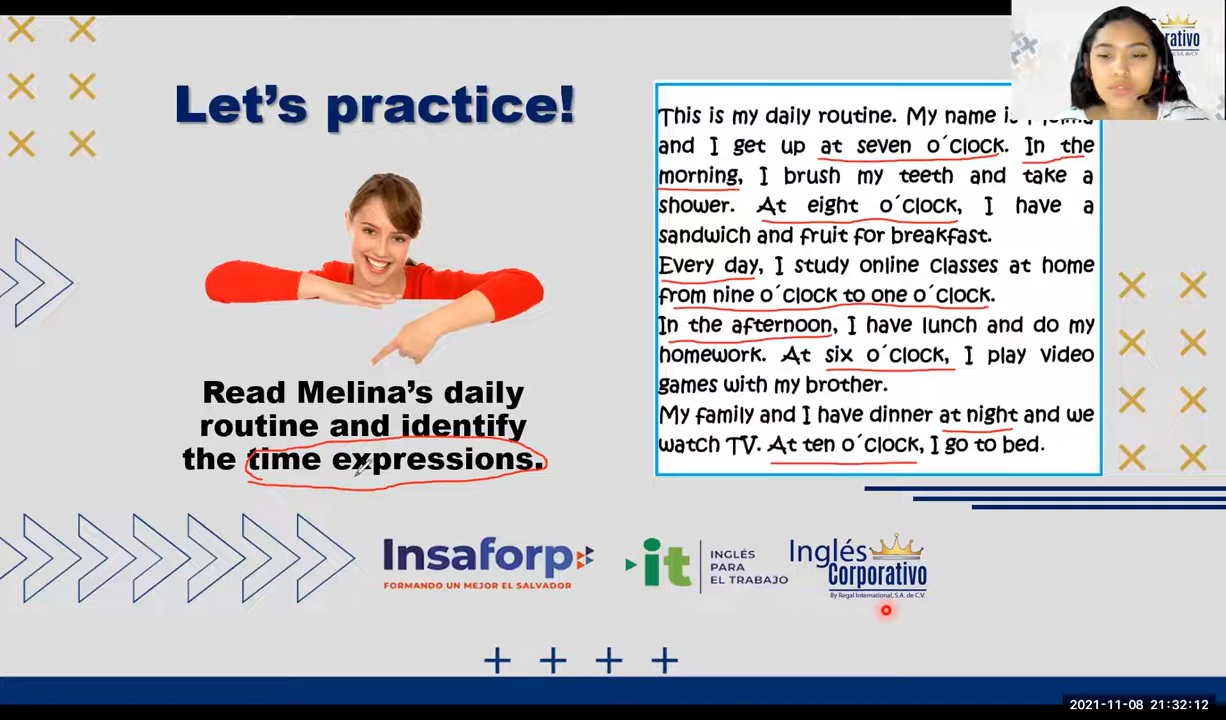 Let's practice!
Read Melina's daily
routine and identify
the time expressions.
This is my daily routine. My name is
and I get up at seven o´clock. In the
morning, I brush my teeth and take a
shower. At eight o´clock, I have a
sandwich and fruit for breakfast.
Every day, I study online classes at home
from nine o´clock to one o´clock.
In the afternoon, I have lunch and do my
homework. At six o´clock, I play video
games with my brother.
My family and I have dinner at night and we
watch TV. At ten o´clock, I go to bed.
rativo
S.A. de C.V.
Insaforp
FORMANDO UN MEJOR EL SALVADOR
it
INGLÉS
PARA
EL TRABAJO
Inglés
Corporativo
By Regal International, S.A. de C.V.
2021-11-08 21:32:12